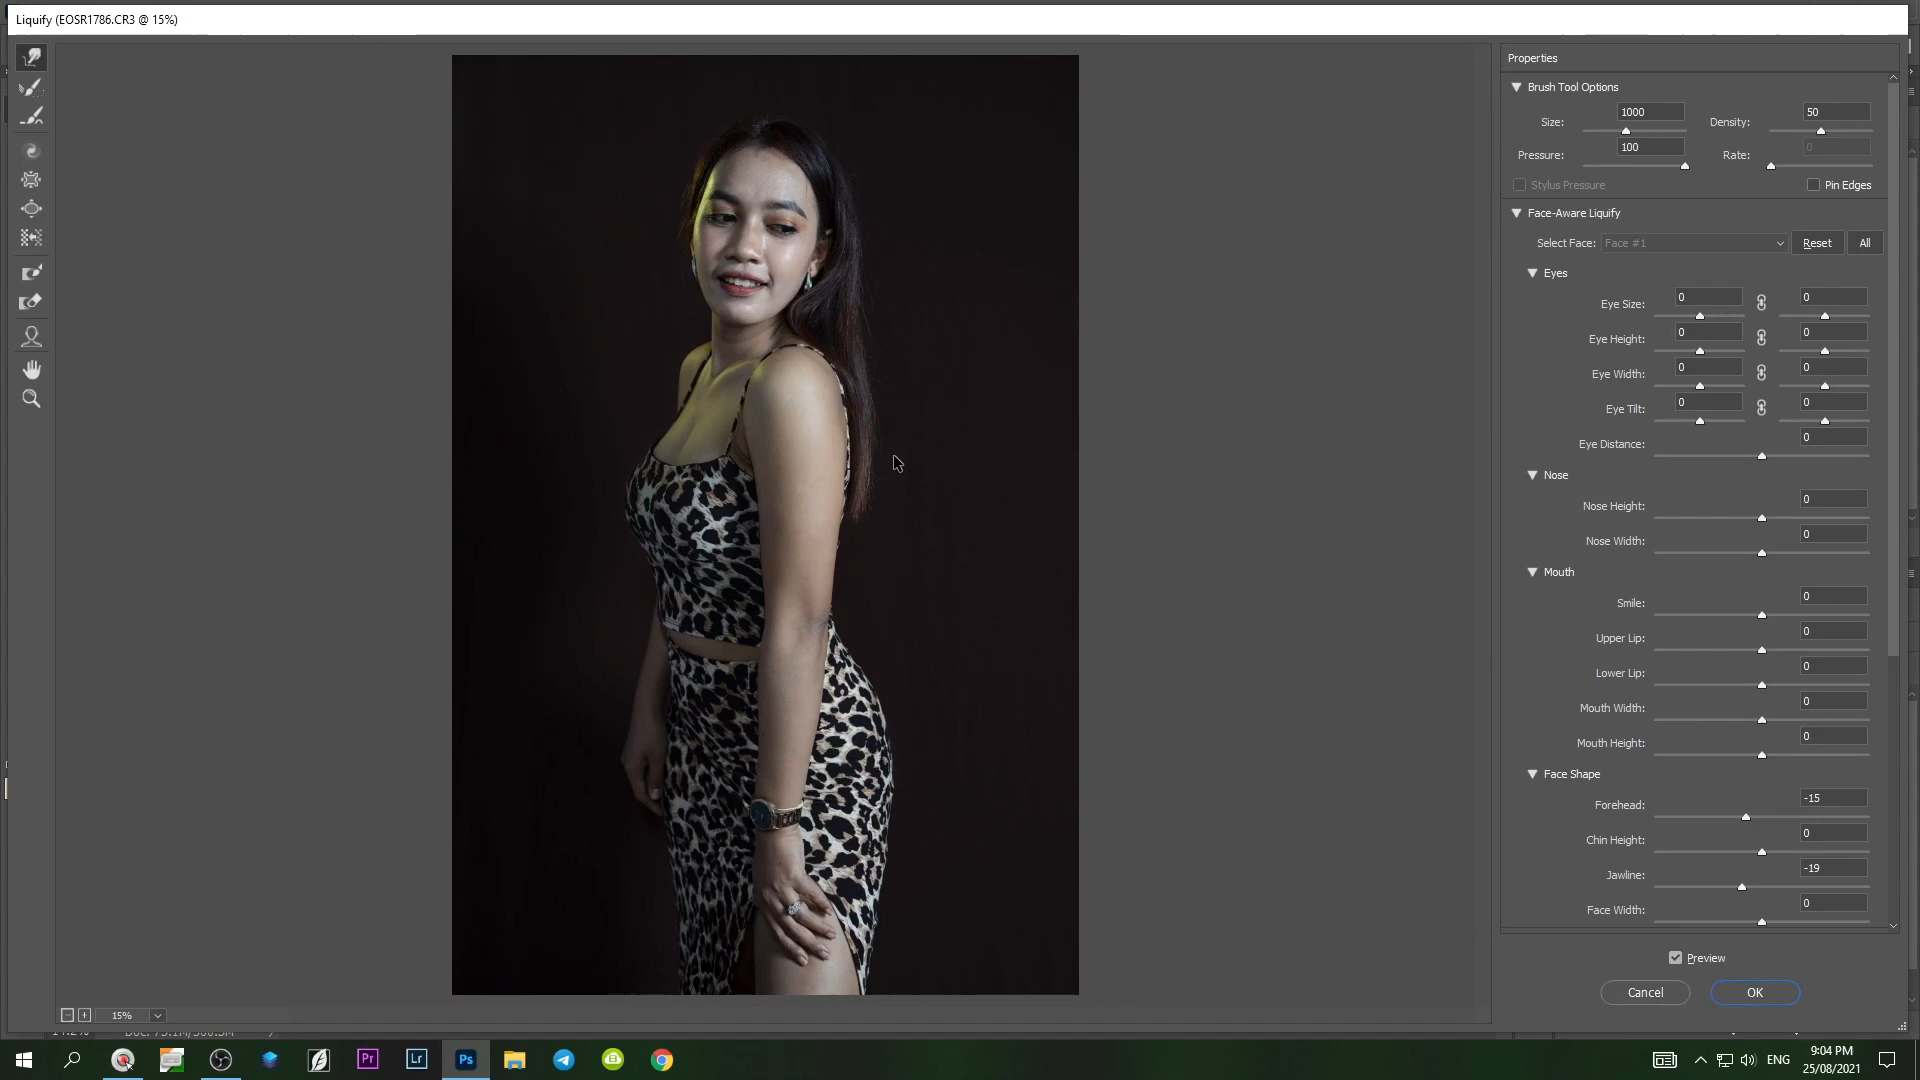 Liquify (EOSR1786.CR3 @ 15%)
Properties
Brush Tool Options
Size: 1000 Density: 50
Pressure: 100 Rate: 0
Stylus Pressure Pin Edges
Face-Aware Liquify
Select Face: Face #1 Reset All
Eyes
Eye Size: 0 0
Eye Height: 0 0
Eye Width: 0 0
Eye Tilt: 0 0
Eye Distance: 0
Nose
Nose Height: 0
Nose Width: 0
Mouth
Smile: 0
Upper Lip: 0
Lower Lip: 0
Mouth Width: 0
Mouth Height: 0
Face Shape
Forehead: -15
Chin Height: 0
Jawline: -19
Face Width: 0
Preview
Cancel OK
15%
Pr Lr Ps
ENG
9:04 PM
25/08/2021